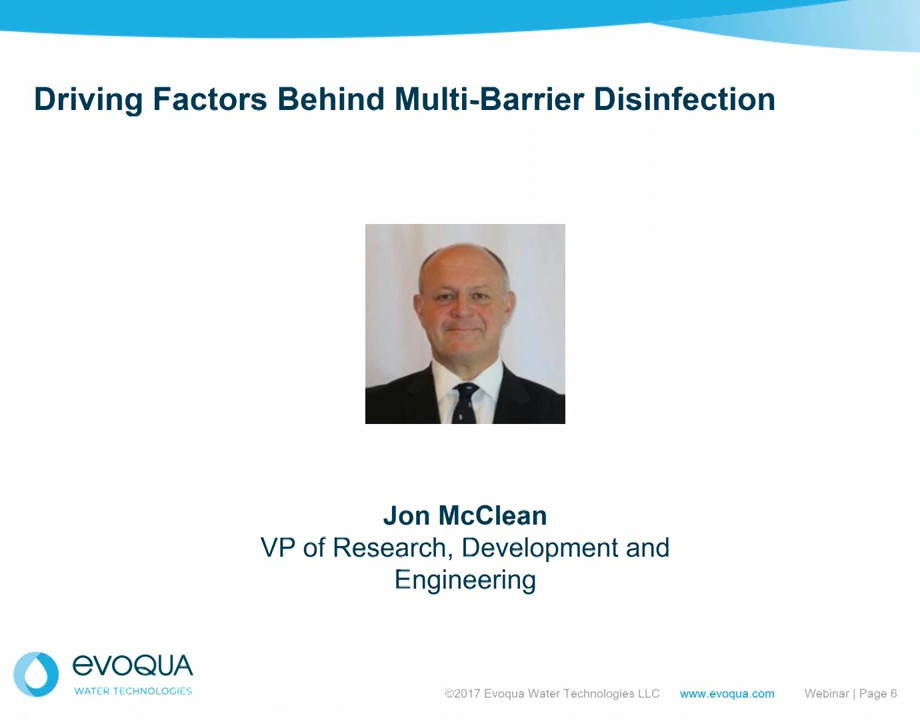 Driving Factors Behind Multi-Barrier Disinfection
Jon McClean
VP of Research, Development and
Engineering
evoQUA
WATER TECHNOLOGIES
©2017 Evoqua Water Technologies LLC www.evoqua.com Webinar | Page 6